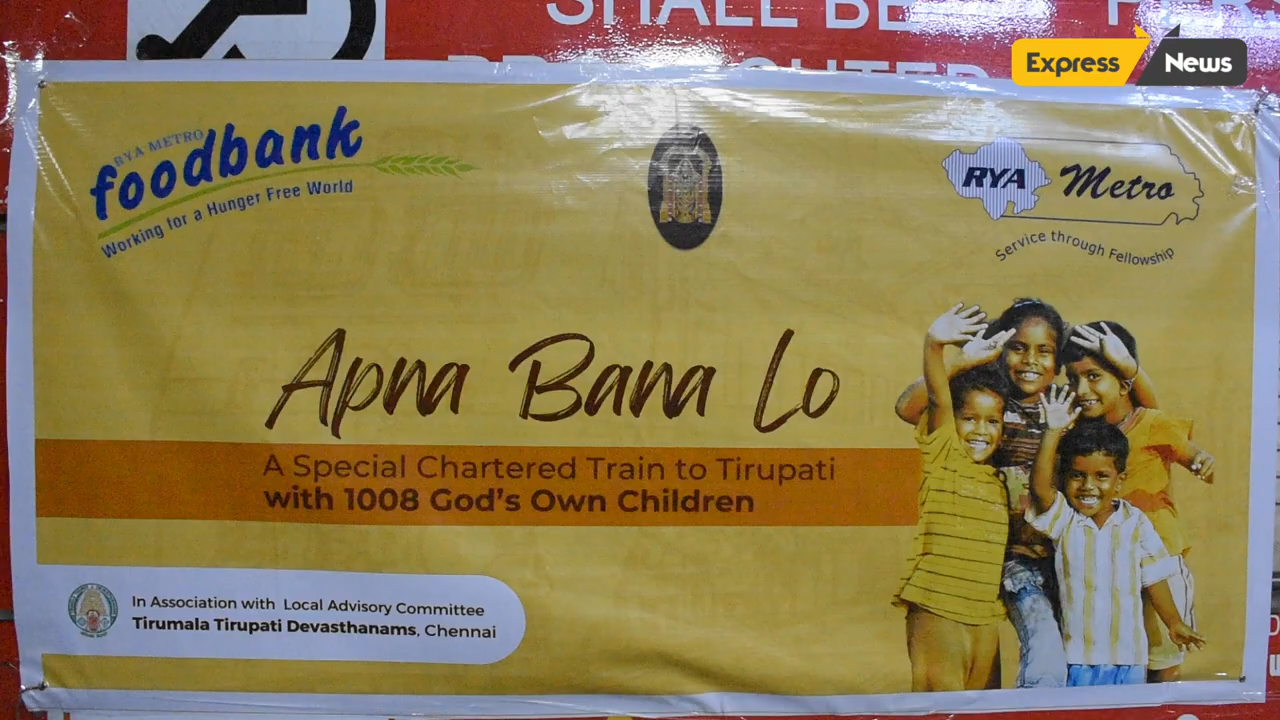 SHALL BE
Express News
RYA METRO
foodbank
Working for a Hunger Free World
RYA Metro
Service through Fellowship
Apna Bana Lo
A Special Chartered Train to Tirupati
with 1008 God's Own Children
In Association with Local Advisory Committee
Tirumala Tirupati Devasthanams, Chennai